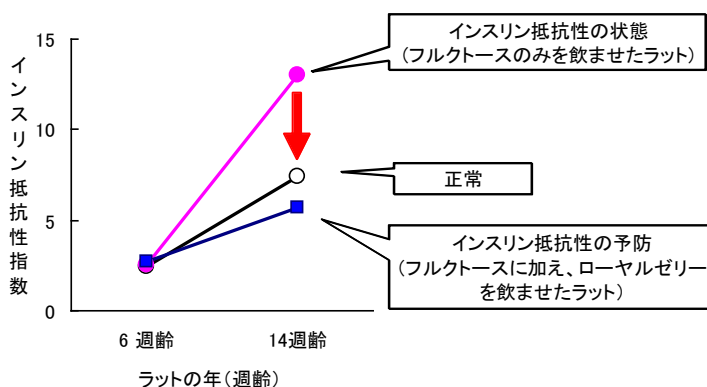 インスリン抵抗性指数
15
10
5
0
6 週齢
14週齢
ラットの年(週齢)
インスリン抵抗性の状態
(フルクトースのみを飲ませたラット)
正常
インスリン抵抗性の予防
(フルクトースに加え、ローヤルゼリー
を飲ませたラット)